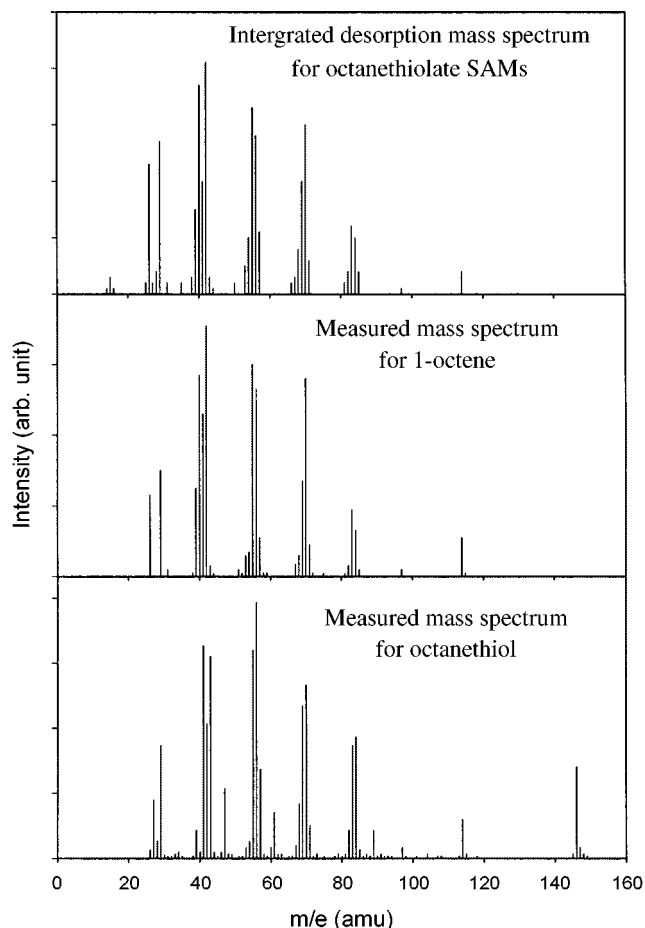 Intergrated desorption mass spectrum
for octanethiolate SAMs
Measured mass spectrum
for 1-octene
Intensity (arb. unit)
Measured mass spectrum
for octanethiol
0 20 40 60 80 100 120 140 160
m/e (amu)